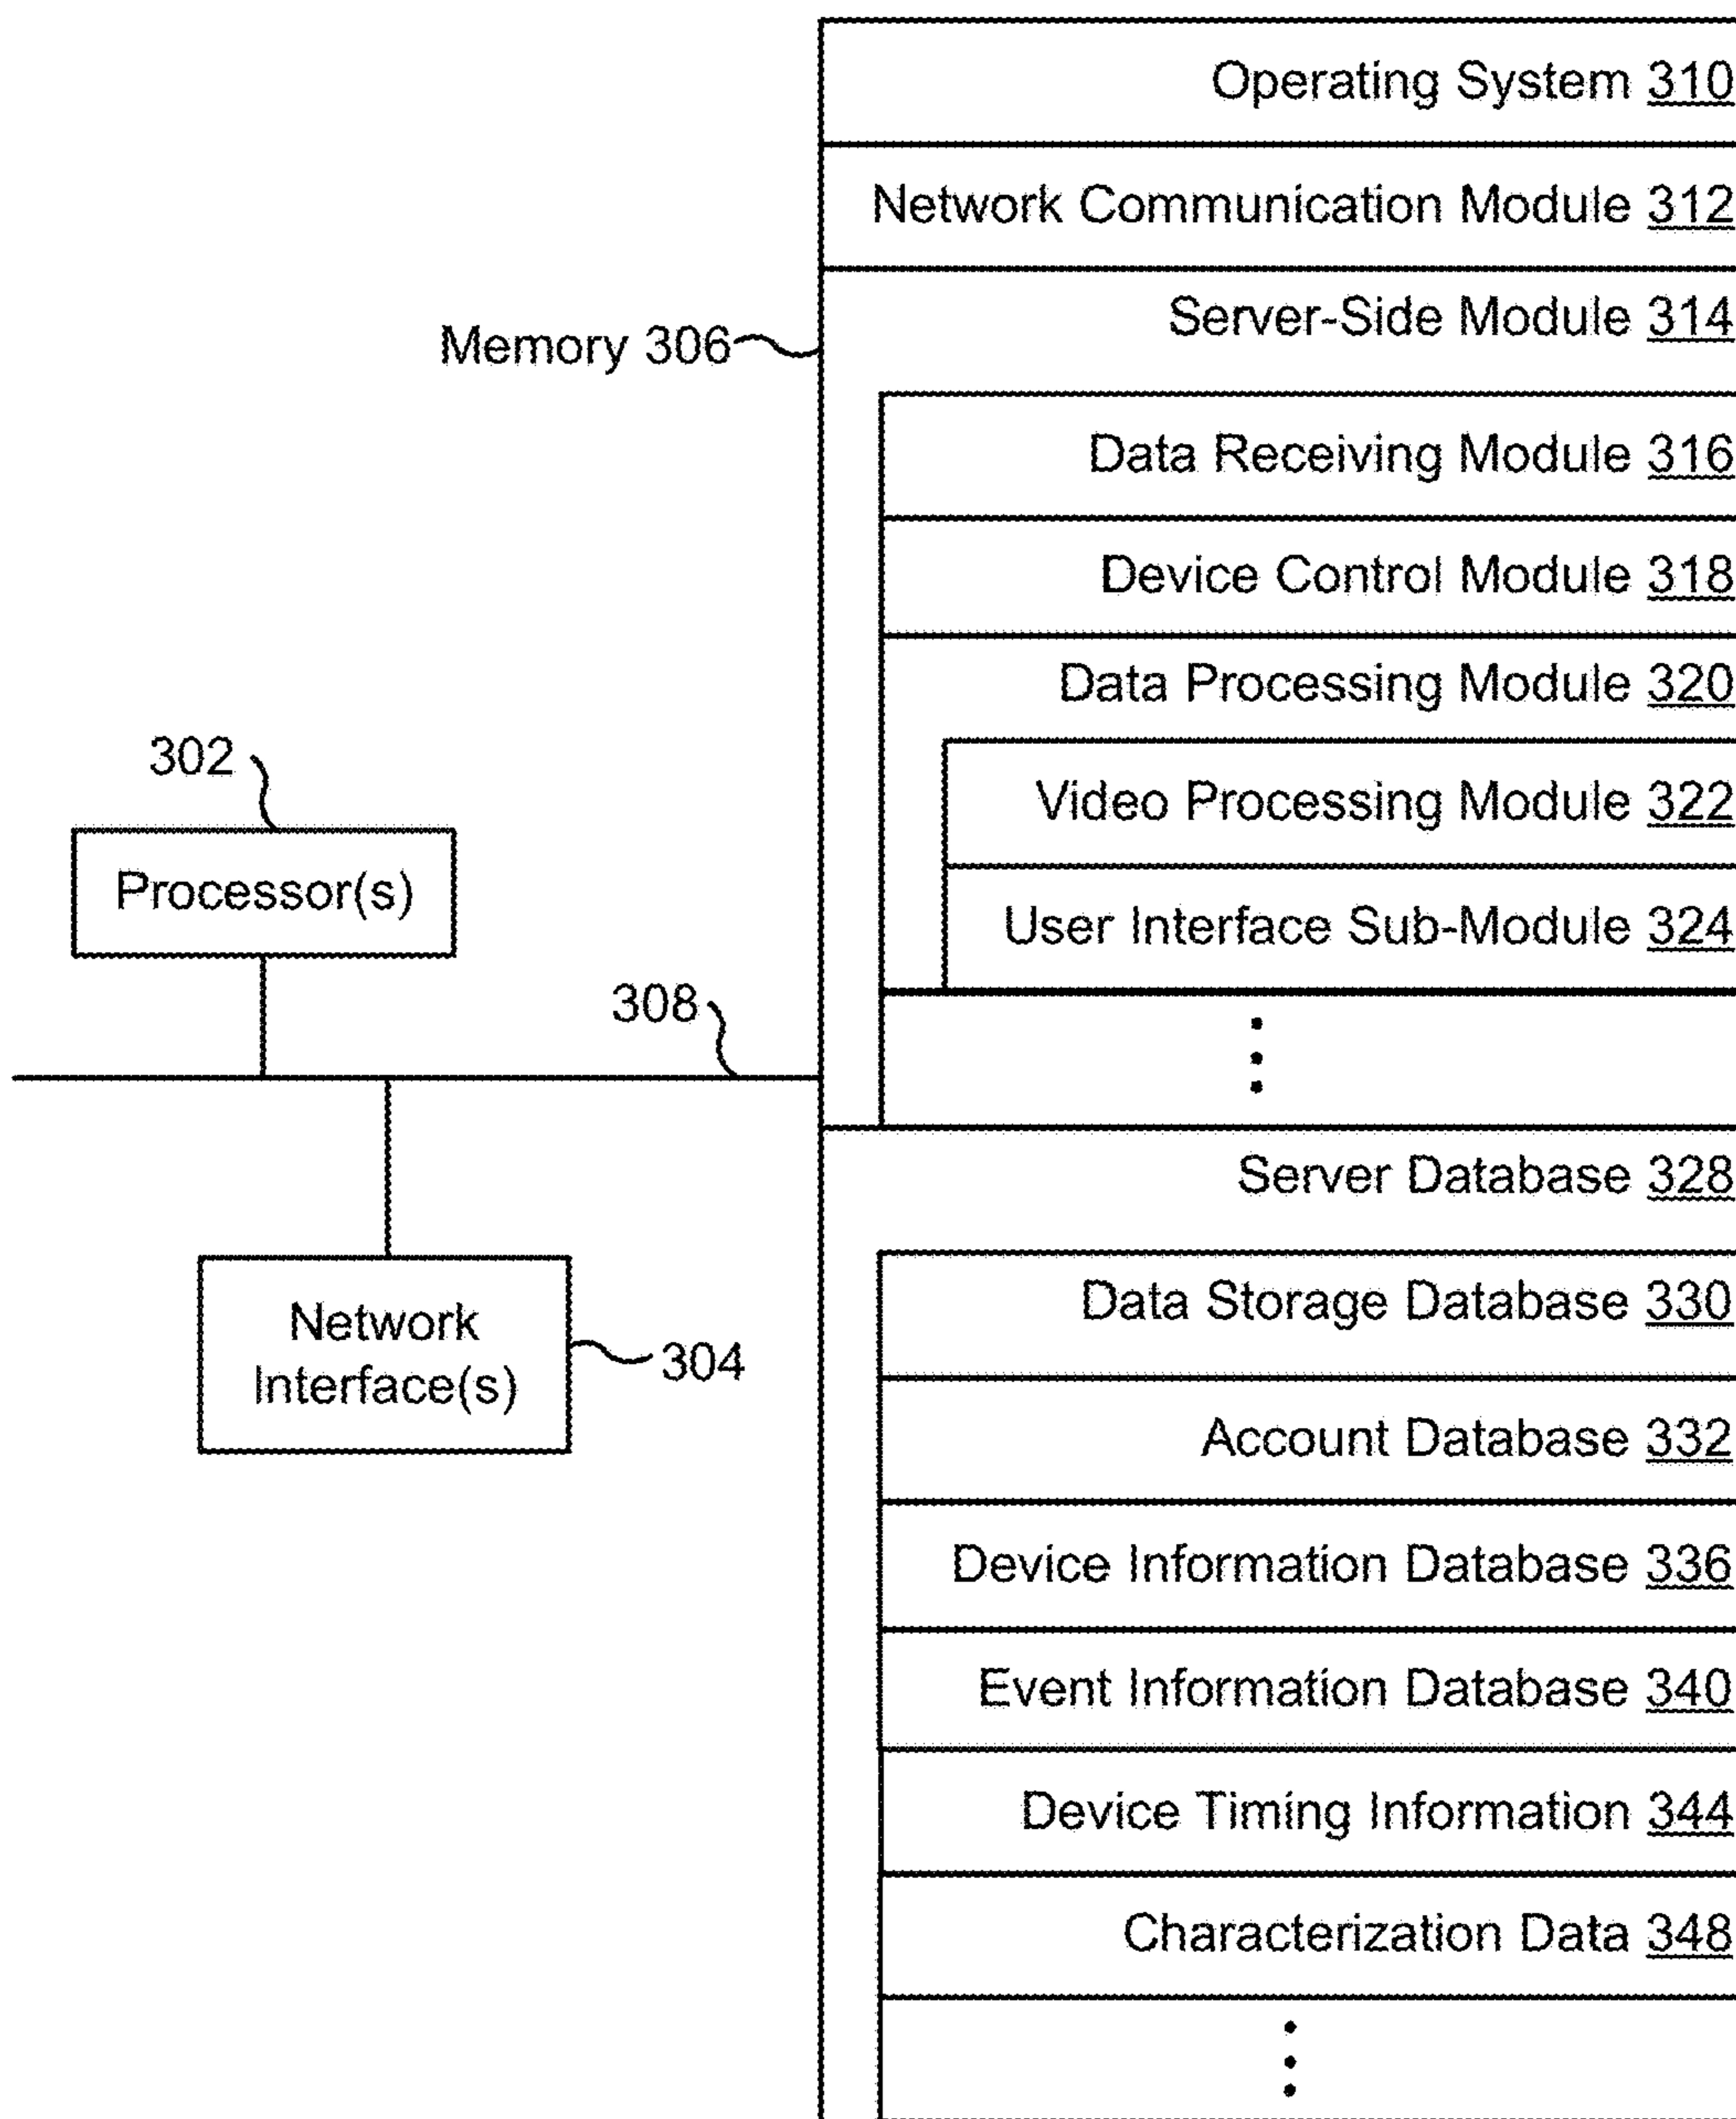 Operating System 310
Network Communication Module 312
Server-Side Module 314
Memory 306
Data Receiving Module 316
Device Control Module 318
Data Processing Module 320
302
Video Processing Module 322
Processor(s)
User Interface Sub-Module 324
308
Server Database 328
Data Storage Database 330
Network
Interface(s)
304
Account Database 332
Device Information Database 336
Event Information Database 340
Device Timing Information 344
Characterization Data 348